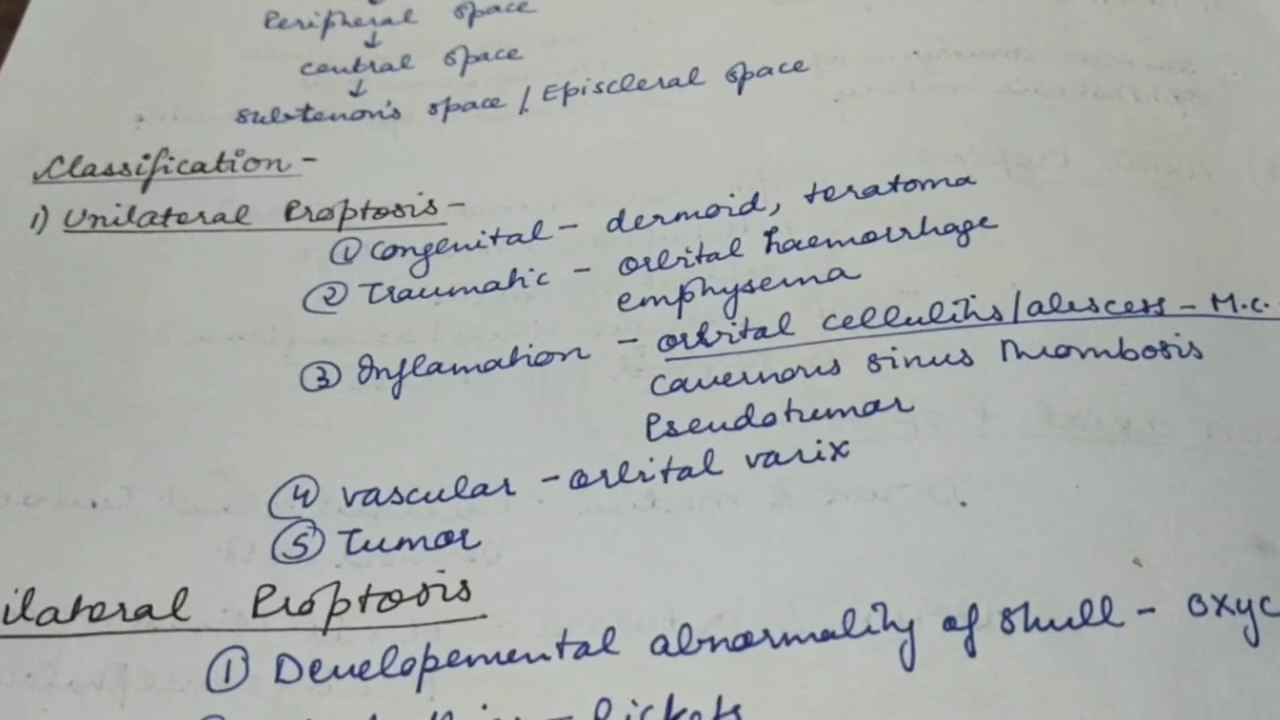 Peripheral space
↓
central space
↓
subtenon's space / Episcleral space
Classification -
1) Unilateral Proptosis -
① congenital - dermoid, teratoma
② Traumatic - orbital haemorrhage
emphysema
③ Inflamation - orbital cellulitis/abscess - M.C.
cavernous sinus Thrombosis
Pseudotumar
④ vascular - orbital varix
⑤ Tumor
ilateral Proptosis
① Developemental abnormality of skull - oxyc
- Rickets